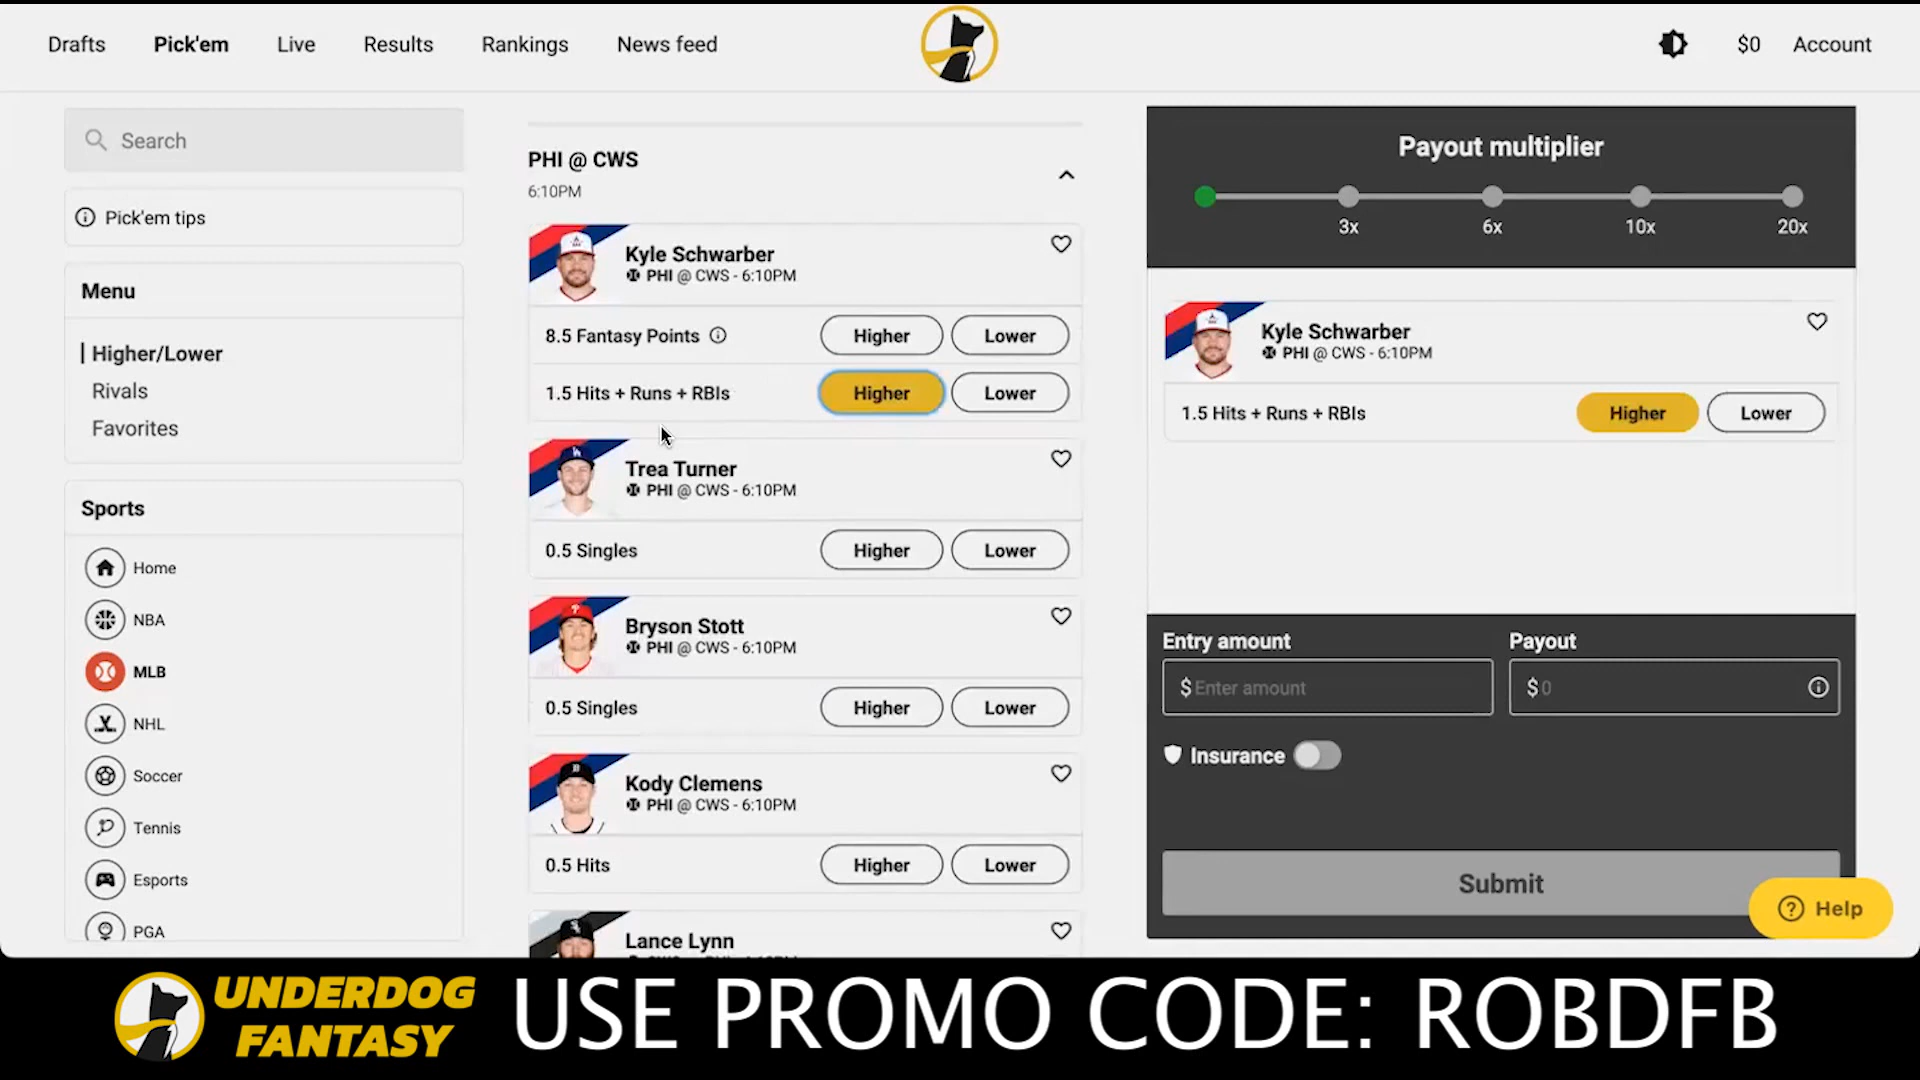 Drafts
Pick'em
Live
Results
Rankings
News feed
$0
Account
Search
Pick'em tips
Menu
Higher/Lower
Rivals
Favorites
Sports
Home
NBA
MLB
NHL
Soccer
Tennis
Esports
PGA
PHI @ CWS
6:10PM
Kyle Schwarber
PHI @ CWS - 6:10PM
8.5 Fantasy Points
Higher
Lower
1.5 Hits + Runs + RBIs
Higher
Lower
Trea Turner
PHI @ CWS - 6:10PM
0.5 Singles
Higher
Lower
Bryson Stott
PHI @ CWS - 6:10PM
0.5 Singles
Higher
Lower
Kody Clemens
PHI @ CWS - 6:10PM
0.5 Hits
Higher
Lower
Lance Lynn
Payout multiplier
3x
6x
10x
20x
Kyle Schwarber
PHI @ CWS - 6:10PM
1.5 Hits + Runs + RBIs
Higher
Lower
Entry amount
Payout
$ Enter amount
$ 0
Insurance
Submit
Help
UNDERDOG
FANTASY
USE PROMO CODE: ROBDFB